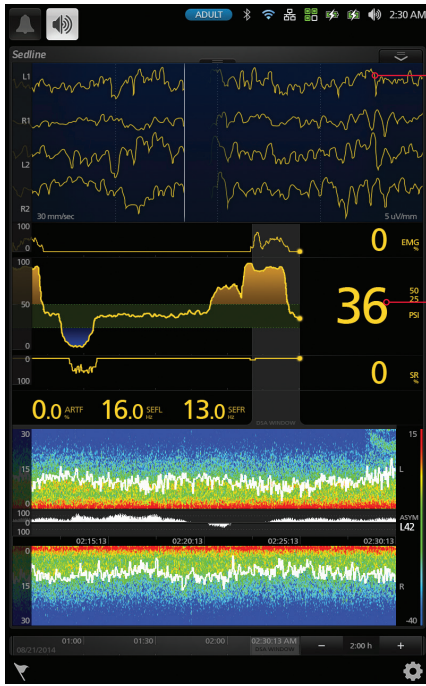 ADULT 2:30 AM
Sedline
L1
R1
L2
R2
30 mm/sec 5 uV/mm
100
0
0 EMG %
100
50
0
36 50 25 PSI
0
100
0 SR %
0.0 ARTF % 16.0 SEFL Hz 13.0 SEFR Hz
DSA WINDOW
30 15
15 L
0
100
0
100
ASYM
L42
02:15:13 02:20:13 02:25:13 02:30:13
0
15 R
30 -40
01:00 01:30 02:00 02:30:13 AM
08/21/2014 DSA WINDOW
− 2:00 h +